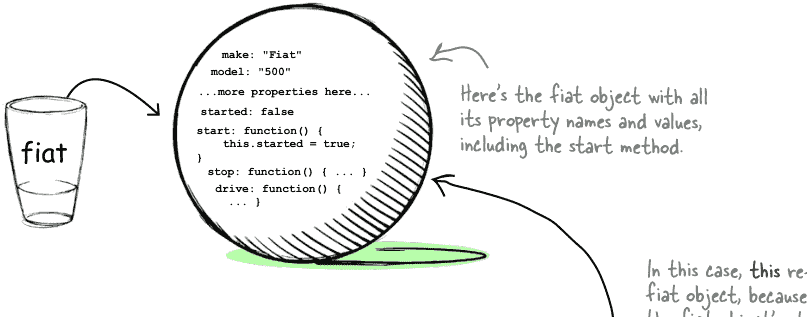 make: "Fiat"
model: "500"
...more properties here...
started: false
start: function() {
this.started = true;
}
stop: function() { ... }
drive: function() {
... }
fiat
Here's the fiat object with all
its property names and values,
including the start method.
In this case, this re-
fiat object, because